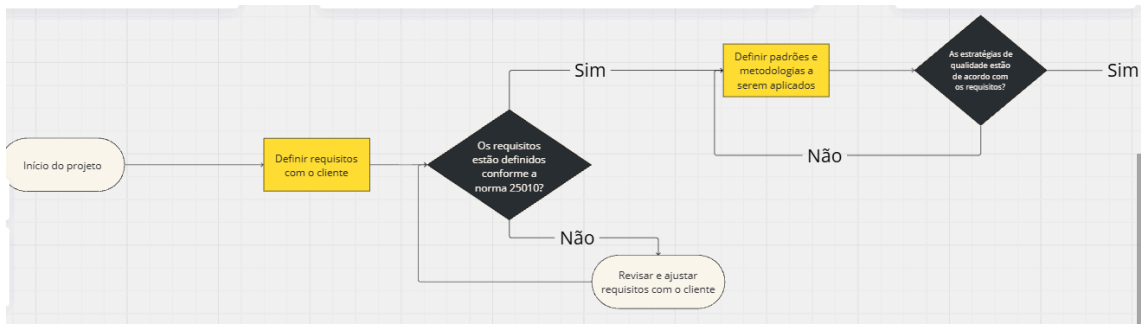 Início do projeto
Definir requisitos
com o cliente
Os requisitos
estão definidos
conforme a
norma 25010?
Sim
Não
Revisar e ajustar
requisitos com o cliente
Definir padrões e
metodologias a
serem aplicados
As estratégias de
qualidade estão
de acordo com
os requisitos?
Não
Sim